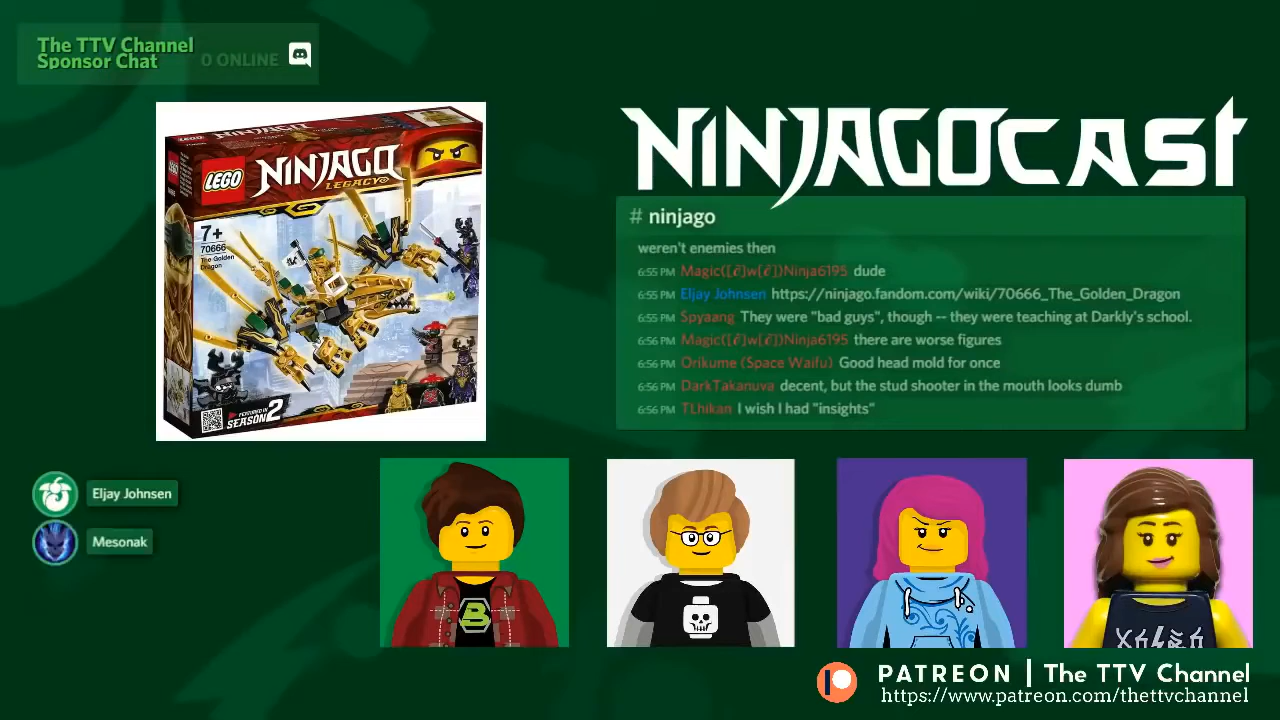 The TTV Channel
Sponsor Chat
0 ONLINE
LEGO NINJAGO
LEGO
NINJAGO
LEGACY
7+
70666
The Golden
Dragon
FEATURED IN
SEASON 2
NINJAGOCAST
# ninjago
weren't enemies then
6:55 PM Magic([∂]w[∂])Ninja6195 dude
6:55 PM Eljay Johnsen https://ninjago.fandom.com/wiki/70666_The_Golden_Dragon
6:55 PM Spyaang They were "bad guys", though -- they were teaching at Darkly's school.
6:56 PM Magic([∂]w[∂])Ninja6195 there are worse figures
6:56 PM Orikume (Space Waifu) Good head mold for once
6:56 PM DarkTakanuva decent, but the stud shooter in the mouth looks dumb
6:56 PM TLhikan I wish I had "insights"
Eljay Johnsen
Mesonak
B
PATREON | The TTV Channel
https://www.patreon.com/thettvchannel